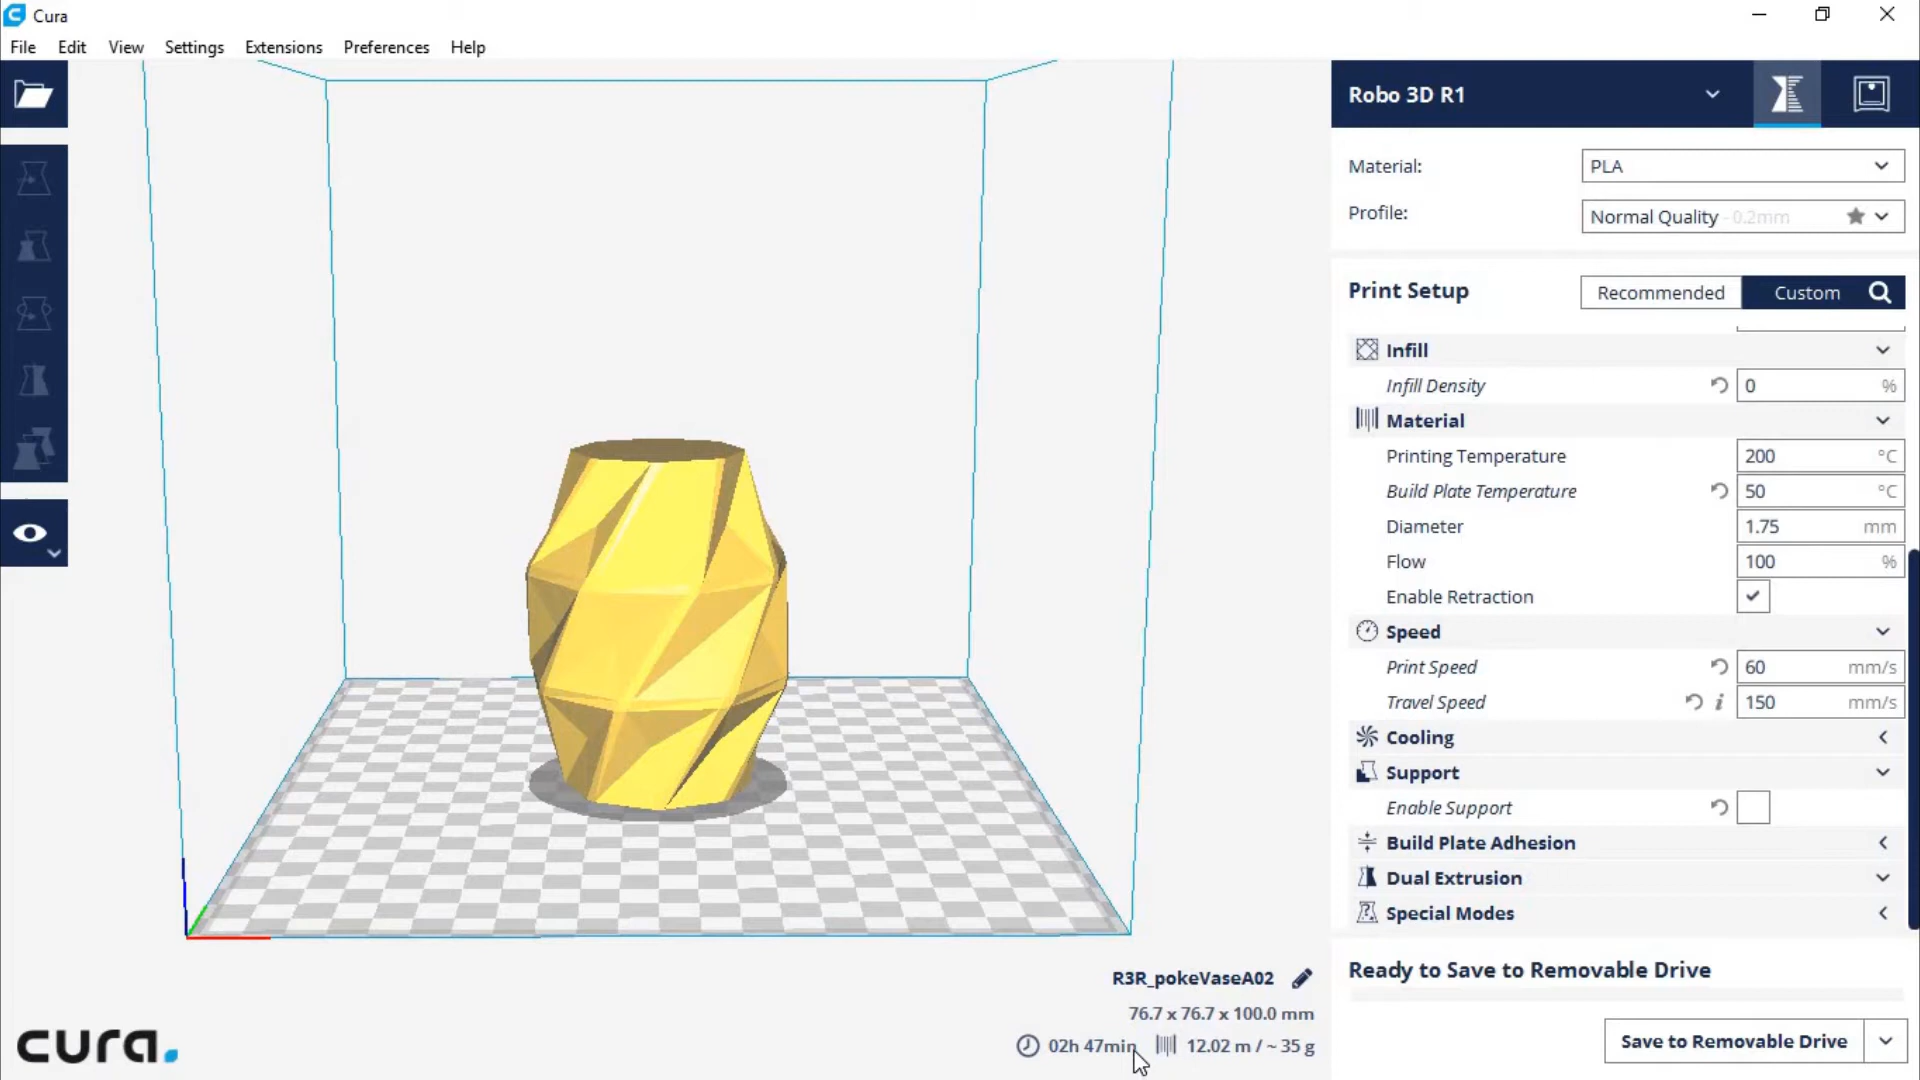 Cura
File Edit View Settings Extensions Preferences Help
Robo 3D R1
Material: PLA
Profile: Normal Quality - 0.2mm
Print Setup Recommended Custom
Infill
Infill Density 0 %
Material
Printing Temperature 200 °C
Build Plate Temperature 50 °C
Diameter 1.75 mm
Flow 100 %
Enable Retraction
Speed
Print Speed 60 mm/s
Travel Speed i 150 mm/s
Cooling
Support
Enable Support
Build Plate Adhesion
Dual Extrusion
Special Modes
R3R_pokeVaseA02
76.7 x 76.7 x 100.0 mm
02h 47min 12.02 m / ~ 35 g
Ready to Save to Removable Drive
Save to Removable Drive
cura.